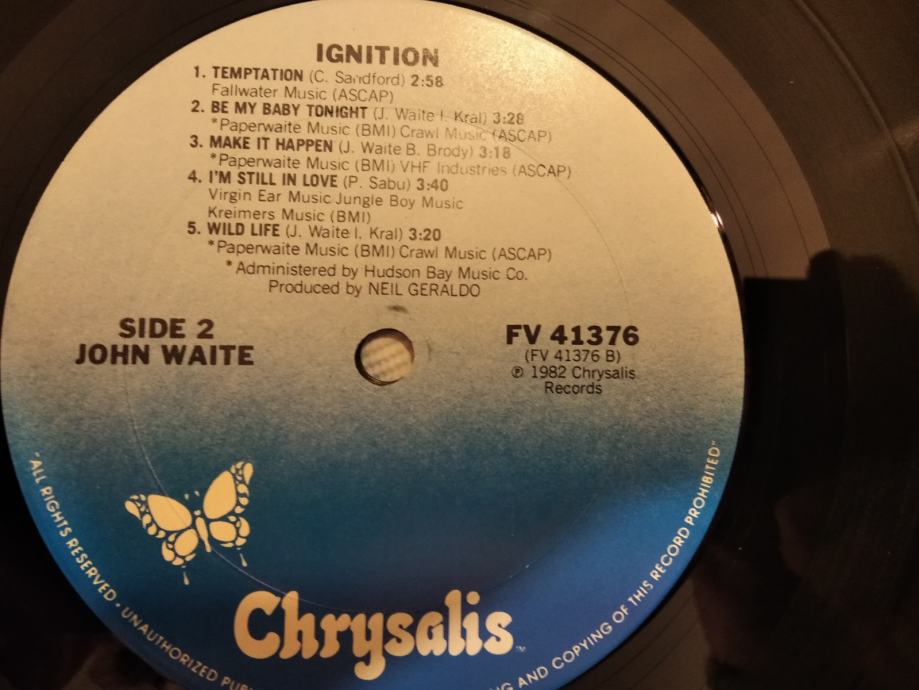 IGNITION
1. TEMPTATION (C. Sandford) 2:58
Fallwater Music (ASCAP)
2. BE MY BABY TONIGHT (J. Waite I. Kral) 3:28
*Paperwaite Music (BMI) Crawl Music (ASCAP)
3. MAKE IT HAPPEN (J. Waite B. Brody) 3:18
*Paperwaite Music (BMI) VHF Industries (ASCAP)
4. I'M STILL IN LOVE (P. Sabu) 3:40
Virgin Ear Music Jungle Boy Music
Kreimers Music (BMI)
5. WILD LIFE (J. Waite I. Kral) 3:20
*Paperwaite Music (BMI) Crawl Music (ASCAP)
*Administered by Hudson Bay Music Co.
Produced by NEIL GERALDO
SIDE 2
JOHN WAITE
FV 41376
(FV 41376 B)
℗ 1982 Chrysalis
Records
Chrysalis
"ALL RIGHTS RESERVED · UNAUTHORIZED
AND COPYING OF THIS RECORD PROHIBITED"